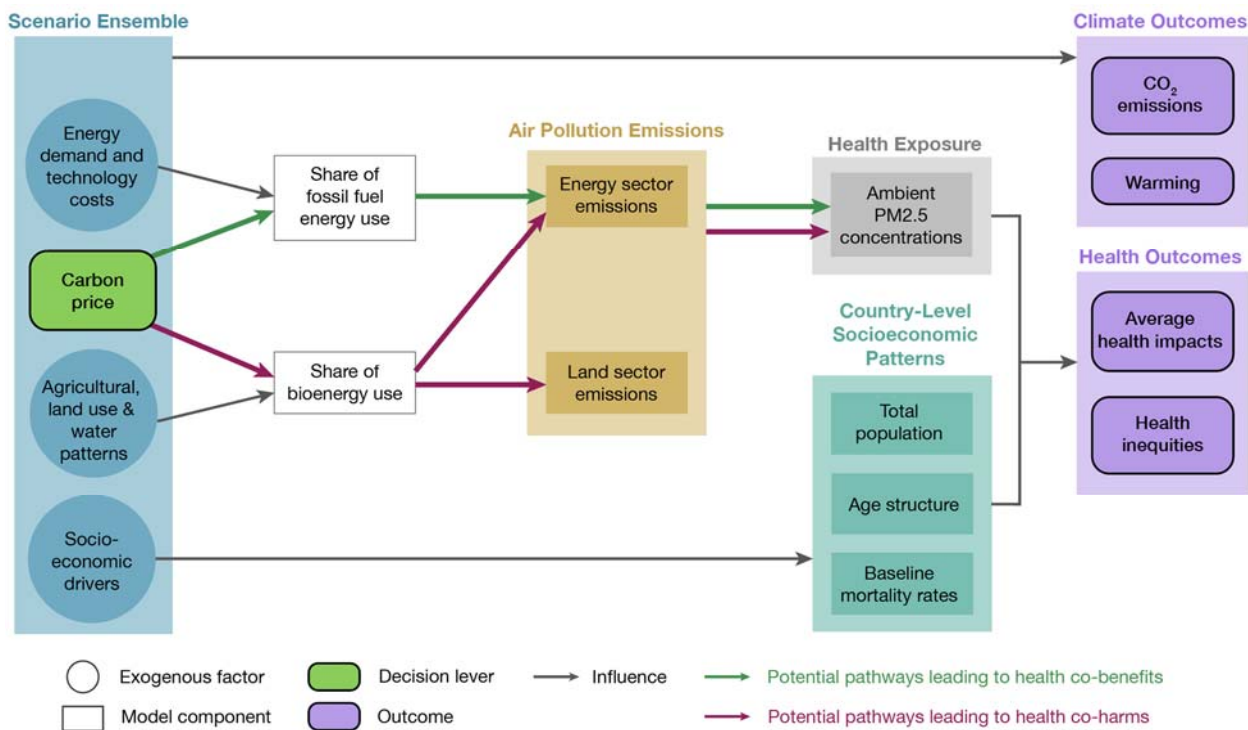 Scenario Ensemble
Energy
demand and
technology
costs
Carbon
price
Agricultural,
land use &
water
patterns
Socio-
economic
drivers
Share of
fossil fuel
energy use
Share of
bioenergy use
Air Pollution Emissions
Energy sector
emissions
Land sector
emissions
Health Exposure
Ambient
PM2.5
concentrations
Country-Level
Socioeconomic
Patterns
Total
population
Age structure
Baseline
mortality rates
Climate Outcomes
CO₂
emissions
Warming
Health Outcomes
Average
health impacts
Health
inequities
Exogenous factor
Decision lever
Influence
Potential pathways leading to health co-benefits
Model component
Outcome
Potential pathways leading to health co-harms